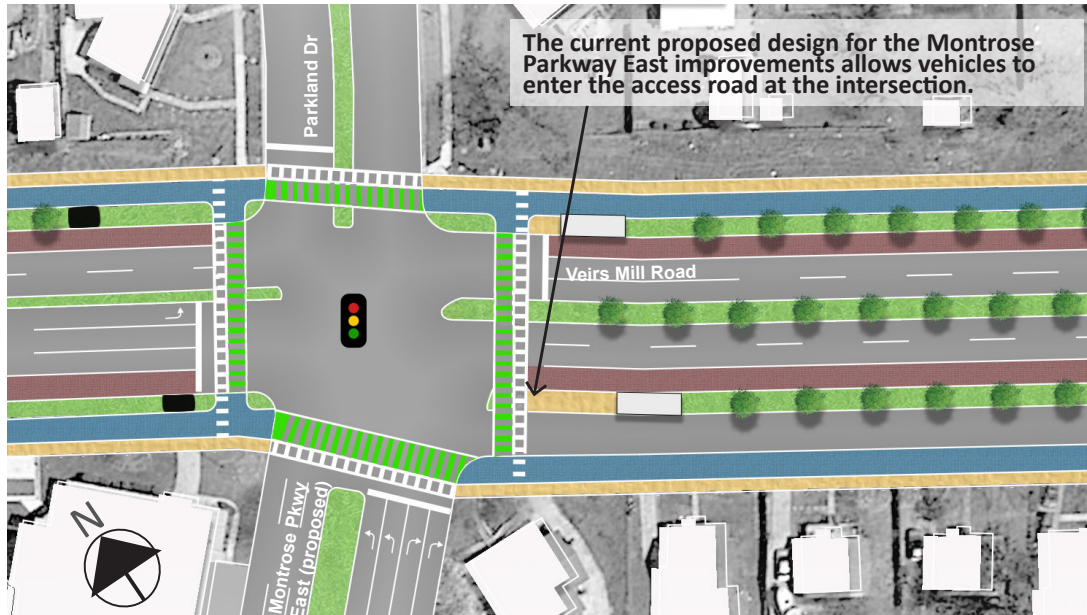 The current proposed design for the Montrose
Parkway East improvements allows vehicles to
enter the access road at the intersection.
Parkland Dr
Veirs Mill Road
Montrose Pkwy
East (proposed)
N